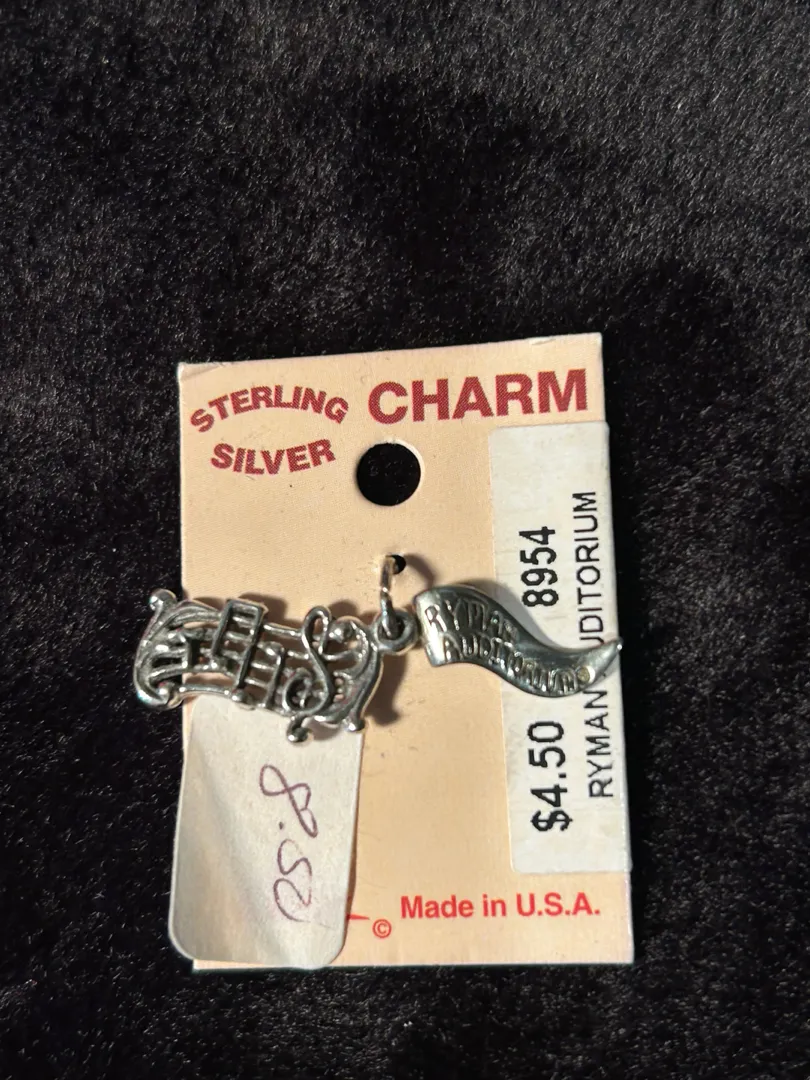 STERLING
SILVER
CHARM
RYMAN
AUDITORIUM
$4.50 8954
RYMAN AUDITORIUM
© Made in U.S.A.